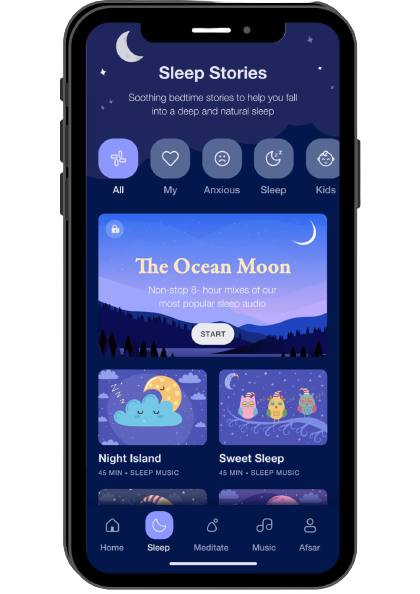 Sleep Stories
Soothing bedtime stories to help you fall
into a deep and natural sleep
All
My
Anxious
Sleep
Kids
The Ocean Moon
Non-stop 8- hour mixes of our
most popular sleep audio
START
Night Island
45 MIN • SLEEP MUSIC
Sweet Sleep
45 MIN • SLEEP MUSIC
Home
Sleep
Meditate
Music
Afsar